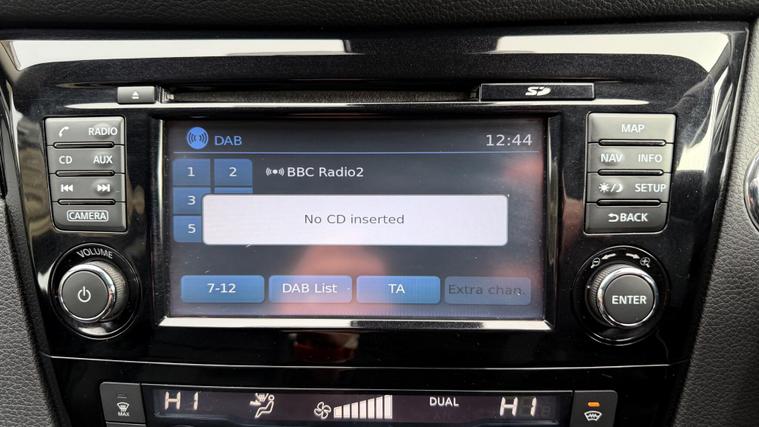 SD
RADIO
CD AUX
CAMERA
VOLUME
DAB 12:44
1 2 BBC Radio2
3
No CD inserted
5
7-12 DAB List TA Extra chan.
MAP
NAV INFO
SETUP
BACK
ENTER
MAX
HI DUAL HI